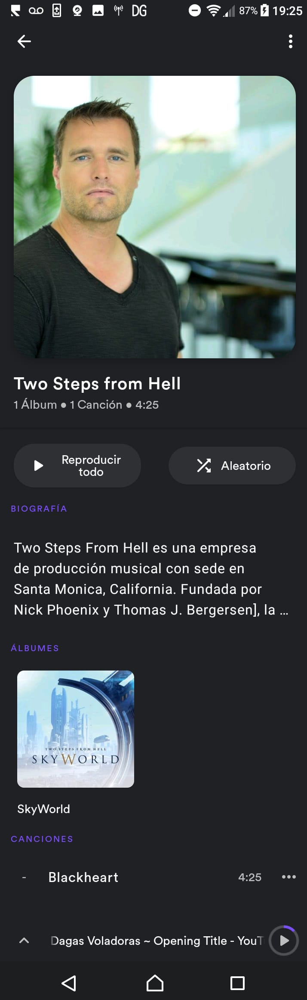 DG 87% 19:25
Two Steps from Hell
1 Álbum • 1 Canción • 4:25
Reproducir
todo
Aleatorio
BIOGRAFÍA
Two Steps From Hell es una empresa
de producción musical con sede en
Santa Monica, California. Fundada por
Nick Phoenix y Thomas J. Bergersen], la ...
ÁLBUMES
TWO STEPS FROM HELL
SKYWORLD
SkyWorld
CANCIONES
- Blackheart 4:25
Dagas Voladoras ~ Opening Title - YouT